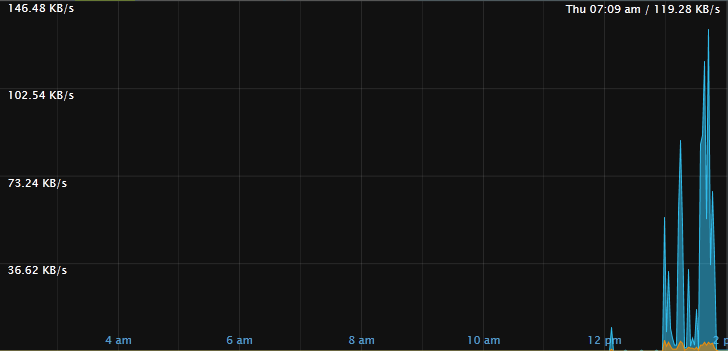 146.48 KB/s
Thu 07:09 am / 119.28 KB/s
102.54 KB/s
73.24 KB/s
36.62 KB/s
4 am
6 am
8 am
10 am
12 pm
2